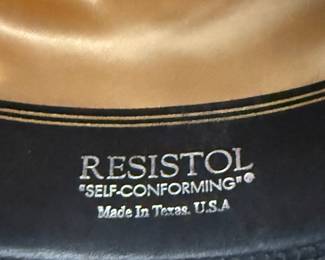 RESISTOL
"SELF-CONFORMING"®
Made In Texas, U.S.A